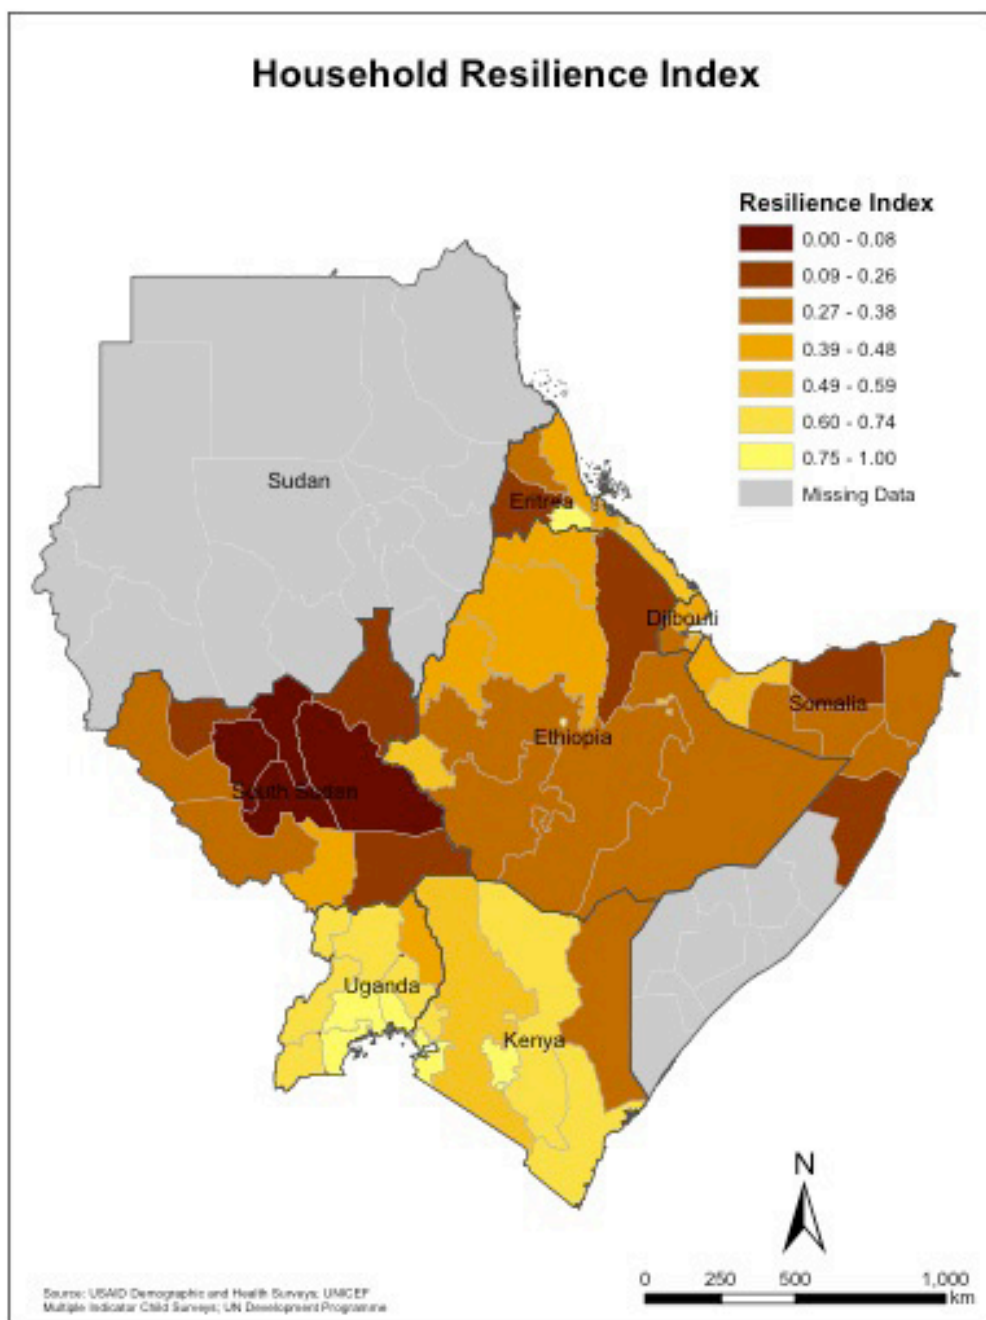 Household Resilience Index
Resilience Index
0.00 - 0.08
0.09 - 0.26
0.27 - 0.38
0.39 - 0.48
0.49 - 0.59
0.60 - 0.74
0.75 - 1.00
Missing Data
Sudan
Eritrea
Djibouti
Somalia
Ethiopia
South Sudan
Uganda
Kenya
N
0 250 500 1,000
km
Source: USAID Demographic and Health Surveys; UNICEF
Multiple Indicator Child Surveys; UN Development Programme